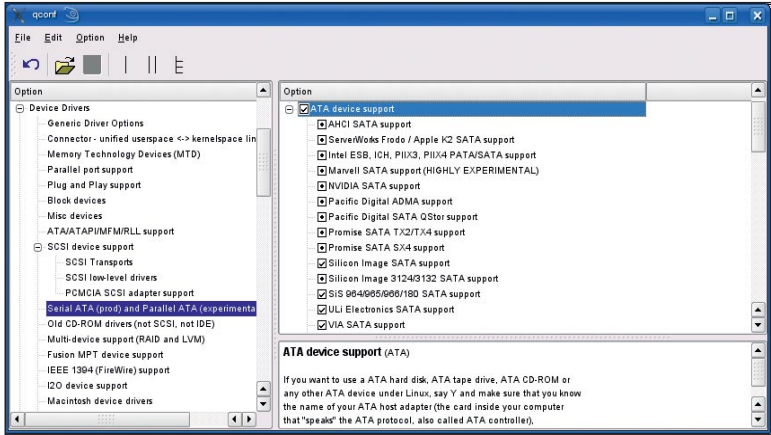 qconf
File Edit Option Help
Option
Device Drivers
Generic Driver Options
Connector - unified userspace <-> kernelspace lin
Memory Technology Devices (MTD)
Parallel port support
Plug and Play support
Block devices
Misc devices
ATA/ATAPI/MFM/RLL support
SCSI device support
SCSI Transports
SCSI low-level drivers
PCMCIA SCSI adapter support
Serial ATA (prod) and Parallel ATA (experimenta
Old CD-ROM drivers (not SCSI, not IDE)
Multi-device support (RAID and LVM)
Fusion MPT device support
IEEE 1394 (FireWire) support
I2O device support
Macintosh device drivers
Option
ATA device support
AHCI SATA support
ServerWorks Frodo / Apple K2 SATA support
Intel ESB, ICH, PIIX3, PIIX4 PATA/SATA support
Marvell SATA support (HIGHLY EXPERIMENTAL)
NVIDIA SATA support
Pacific Digital ADMA support
Pacific Digital SATA QStor support
Promise SATA TX2/TX4 support
Promise SATA SX4 support
Silicon Image SATA support
Silicon Image 3124/3132 SATA support
SiS 964/965/966/180 SATA support
ULi Electronics SATA support
VIA SATA support
ATA device support (ATA)
If you want to use a ATA hard disk, ATA tape drive, ATA CD-ROM or
any other ATA device under Linux, say Y and make sure that you know
the name of your ATA host adapter (the card inside your computer
that "speaks" the ATA protocol, also called ATA controller),